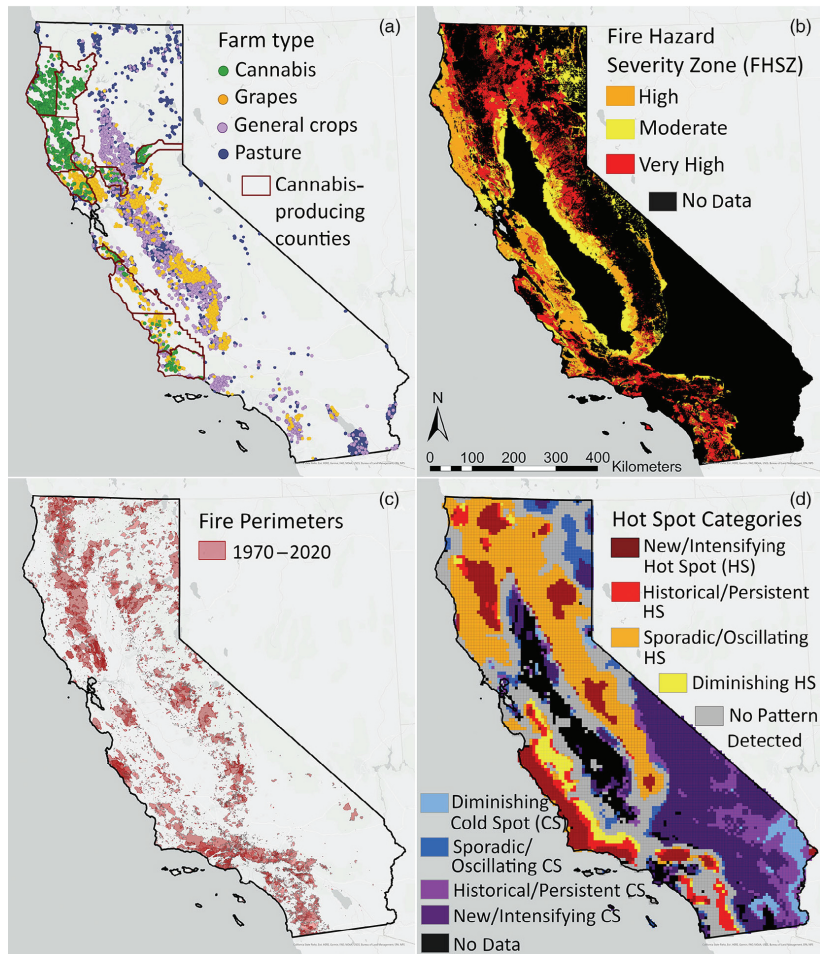 (a)
Farm type
Cannabis
Grapes
General crops
Pasture
Cannabis–
producing
counties
(b)
Fire Hazard
Severity Zone (FHSZ)
High
Moderate
Very High
No Data
N
0 100 200 300 400
Kilometers
(c)
Fire Perimeters
1970–2020
(d)
Hot Spot Categories
New/Intensifying
Hot Spot (HS)
Historical/Persistent
HS
Sporadic/Oscillating
HS
Diminishing HS
No Pattern
Detected
Diminishing
Cold Spot (CS)
Sporadic/
Oscillating CS
Historical/Persistent CS
New/Intensifying CS
No Data